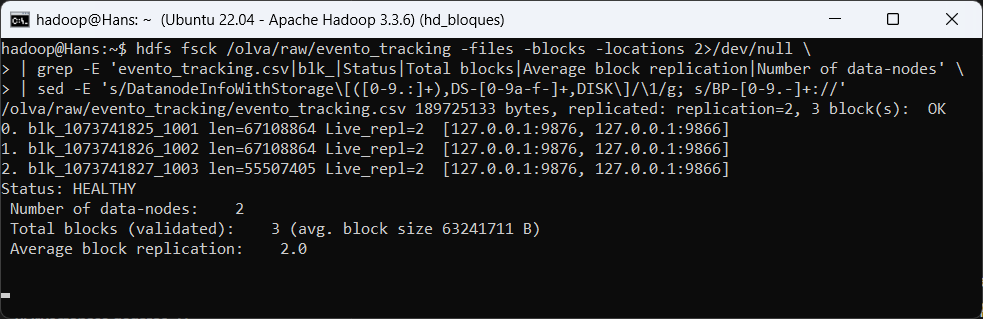 hadoop@Hans: ~  (Ubuntu 22.04 - Apache Hadoop 3.3.6) (hd_bloques)
hadoop@Hans:~$ hdfs fsck /olva/raw/evento_tracking -files -blocks -locations 2>/dev/null \
> | grep -E 'evento_tracking.csv|blk_|Status|Total blocks|Average block replication|Number of data-nodes' \
> | sed -E 's/DatanodeInfoWithStorage\[([0-9.:]+),DS-[0-9a-f-]+,DISK\]/\1/g; s/BP-[0-9.-]+://'
/olva/raw/evento_tracking/evento_tracking.csv 189725133 bytes, replicated: replication=2, 3 block(s):  OK
0. blk_1073741825_1001 len=67108864 Live_repl=2  [127.0.0.1:9876, 127.0.0.1:9866]
1. blk_1073741826_1002 len=67108864 Live_repl=2  [127.0.0.1:9876, 127.0.0.1:9866]
2. blk_1073741827_1003 len=55507405 Live_repl=2  [127.0.0.1:9876, 127.0.0.1:9866]
Status: HEALTHY
 Number of data-nodes:    2
 Total blocks (validated):    3 (avg. block size 63241711 B)
 Average block replication:    2.0